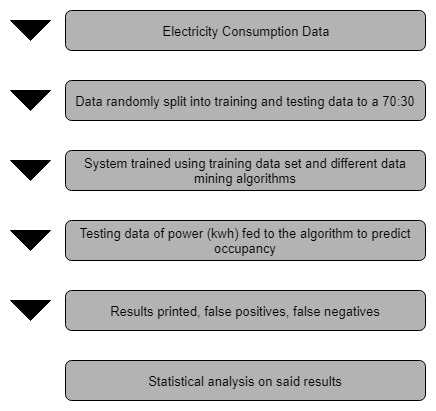 Electricity Consumption Data
Data randomly split into training and testing data to a 70:30
System trained using training data set and different data
mining algorithms
Testing data of power (kwh) fed to the algorithm to predict
occupancy
Results printed, false positives, false negatives
Statistical analysis on said results